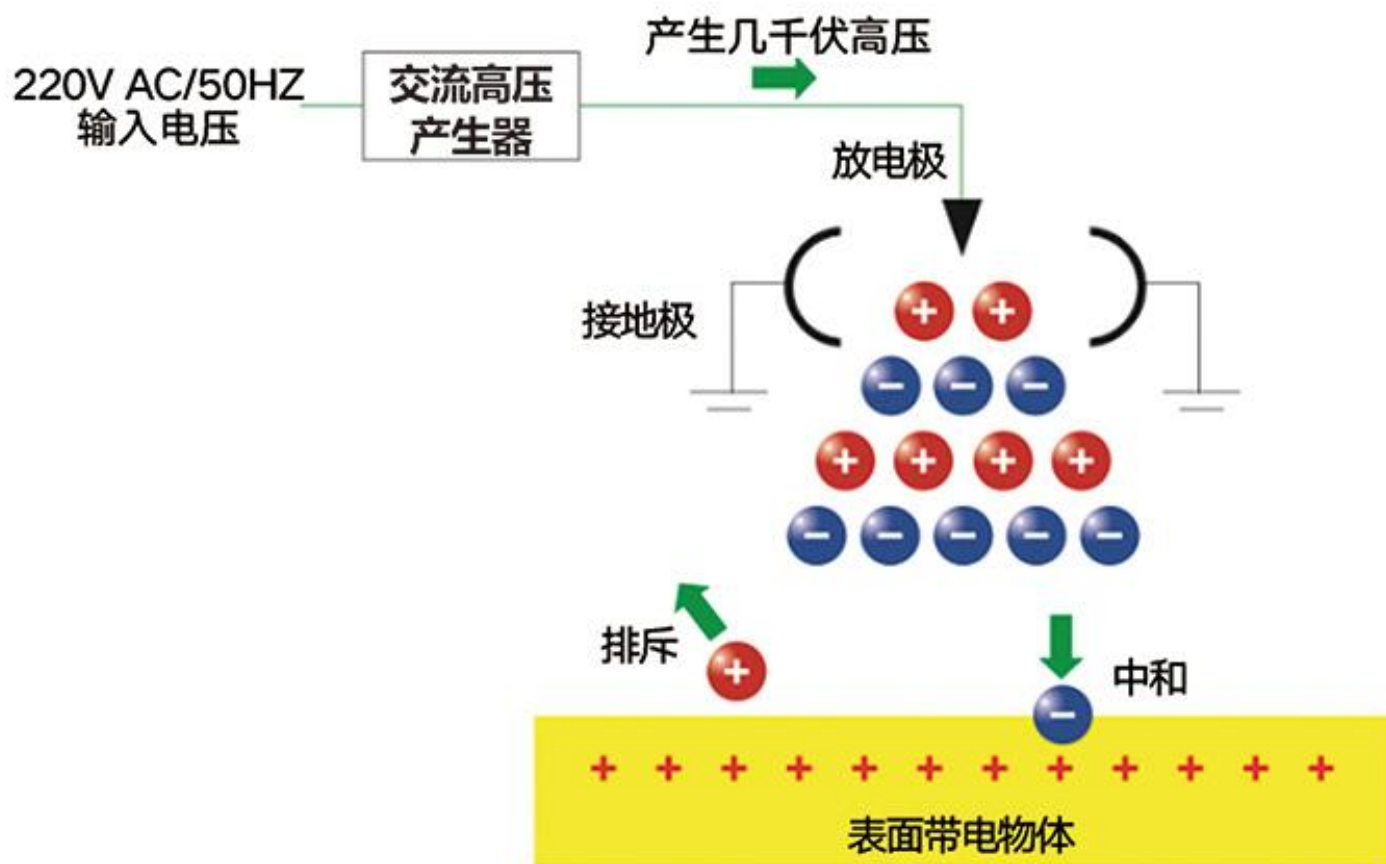 产生几千伏高压
220V AC/50HZ
输入电压
交流高压
产生器
放电极
接地极
+ +
− − −
+ + + +
− − − − −
排斥
+
中和
−
+ + + + + + + + + + + +
表面带电物体